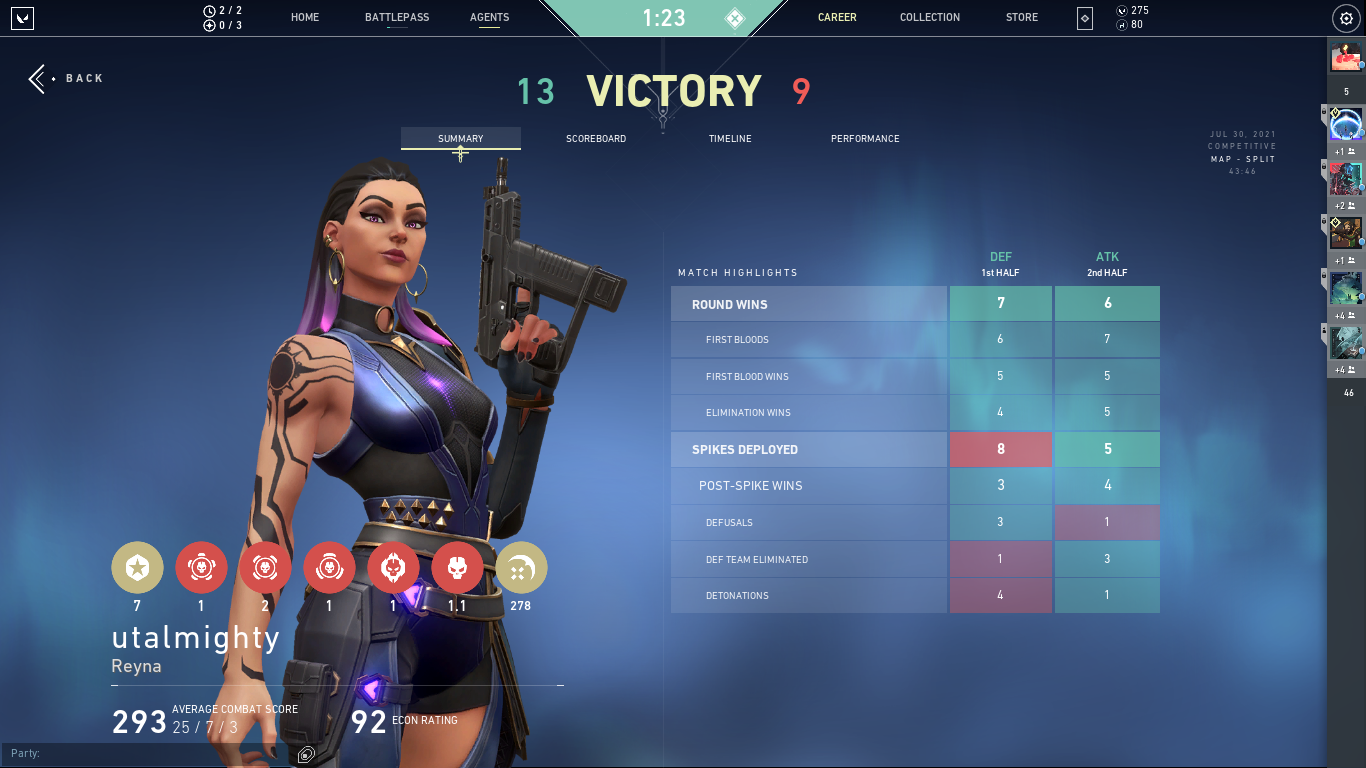 2 / 2
0 / 3
HOME
BATTLEPASS
AGENTS
1:23
CAREER
COLLECTION
STORE
275
80
BACK
13 VICTORY 9
SUMMARY
SCOREBOARD
TIMELINE
PERFORMANCE
JUL 30, 2021
COMPETITIVE
MAP - SPLIT
43:46
5
+1
+2
+1
+4
+4
46
MATCH HIGHLIGHTS
DEF
1st HALF
ATK
2nd HALF
ROUND WINS 7 6
FIRST BLOODS 6 7
FIRST BLOOD WINS 5 5
ELIMINATION WINS 4 5
SPIKES DEPLOYED 8 5
POST-SPIKE WINS 3 4
DEFUSALS 3 1
DEF TEAM ELIMINATED 1 3
DETONATIONS 4 1
7 1 2 1 1 1.1 278
utalmighty
Reyna
293 AVERAGE COMBAT SCORE
25 / 7 / 3
92 ECON RATING
Party: